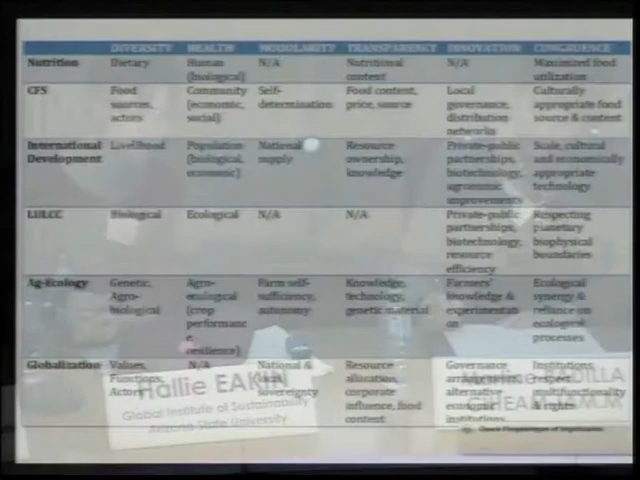 DIVERSITY HEALTH MODULARITY TRANSPARENCY INNOVATION CONGRUENCE
Nutrition Dietary Human N/A Nutritional N/A Maximized food
(biological) content utilization
CFS Food Community Self- Food content, Local Culturally
sources, (economic, determination price, source governance, appropriate food
actors social) distribution source & content
networks
International Livelihood Population National Resource Private-public Scale, cultural
Development (biological, supply ownership, partnerships, and economically
economic) knowledge biotechnology, appropriate
agronomic technology
improvements
LULCC Biological Ecological N/A N/A Private-public Respecting
partnerships, planetary
biotechnology, biophysical
resource boundaries
efficiency
Ag-Ecology Genetic, Agro- Farm self- Knowledge, Farmers' Ecological
Agro- ecological sufficiency, technology, knowledge & synergy &
biological (crop autonomy genetic material experimentati reliance on
performanc on ecological
e, processes
resilience)
Globalization Values, N/A National & Resource Governance Institutions
Functions, sovereignty allocation, respect
Actors corporate alternative multifunctionality
influence, food economic & rights
content institutions
Hallie EAKIN
Global Institute of Sustainability
Arizona State University